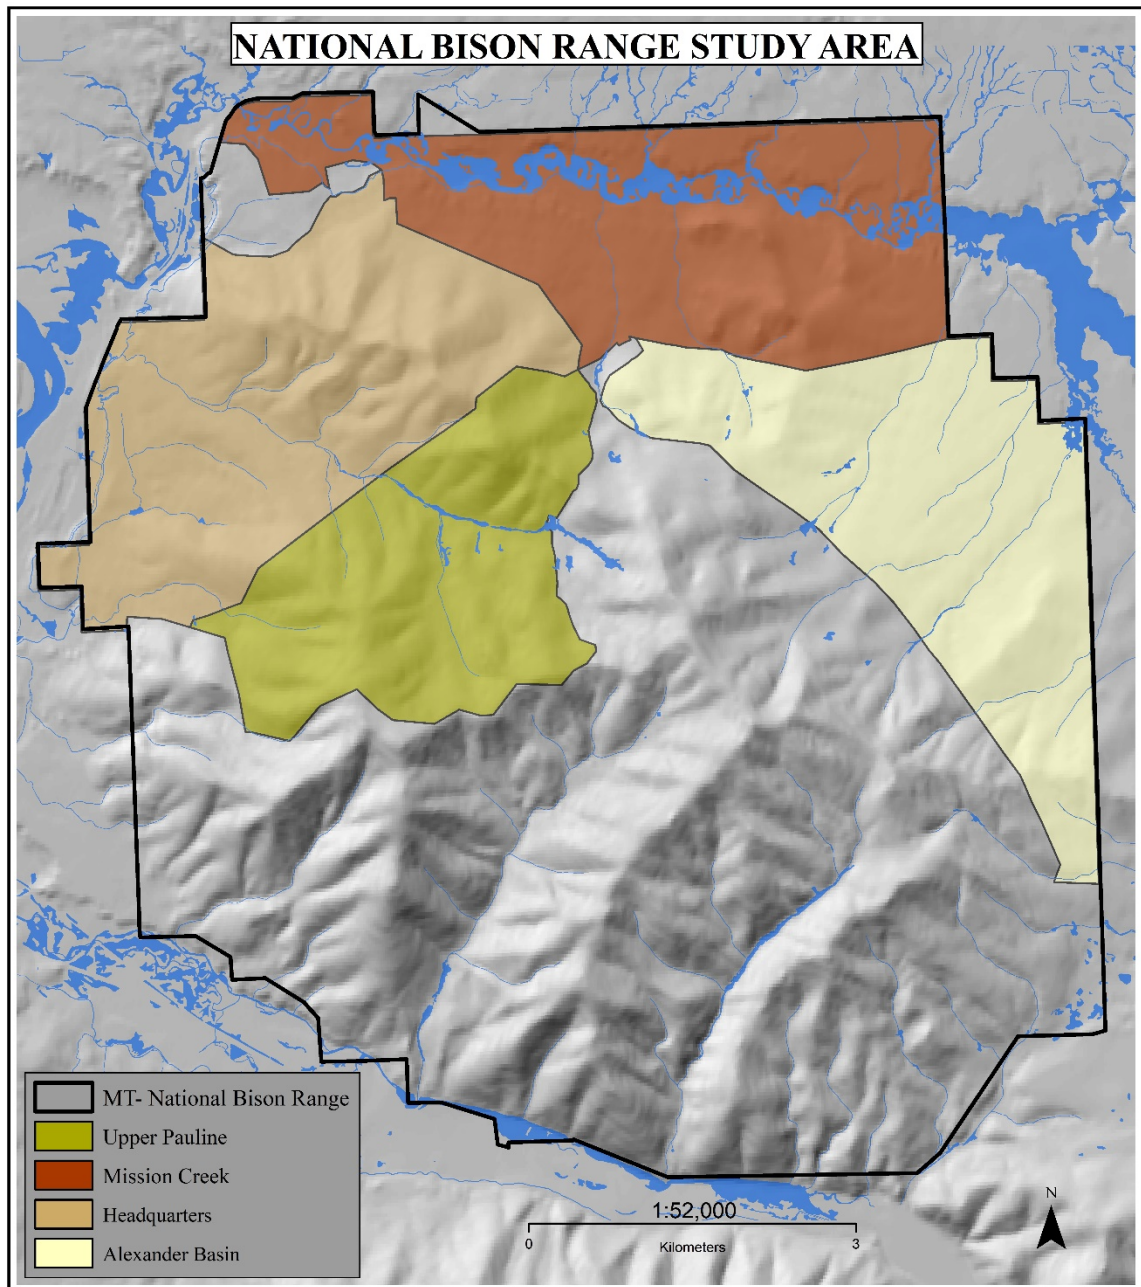 NATIONAL BISON RANGE STUDY AREA
MT- National Bison Range
Upper Pauline
Mission Creek
Headquarters
Alexander Basin
1:52,000
0 3
Kilometers
N